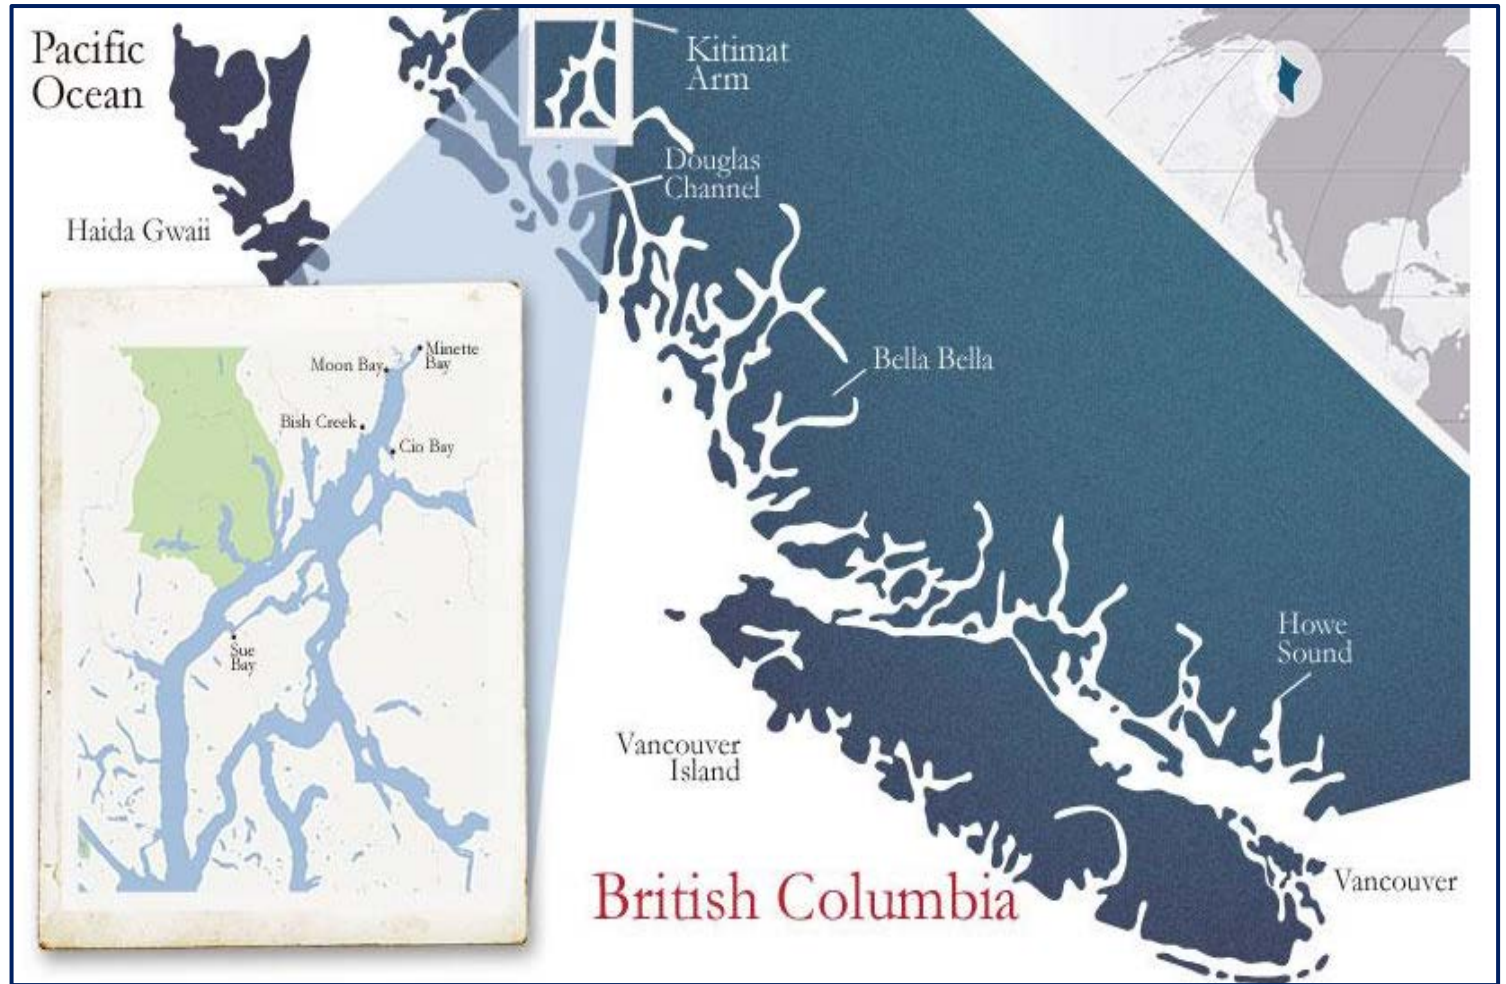 Pacific
Ocean
Kitimat
Arm
Douglas
Channel
Haida Gwaii
Minette
Bay
Moon Bay
Bella Bella
Bish Creek
Cio Bay
Howe
Sound
Sue
Bay
Vancouver
Island
British Columbia
Vancouver